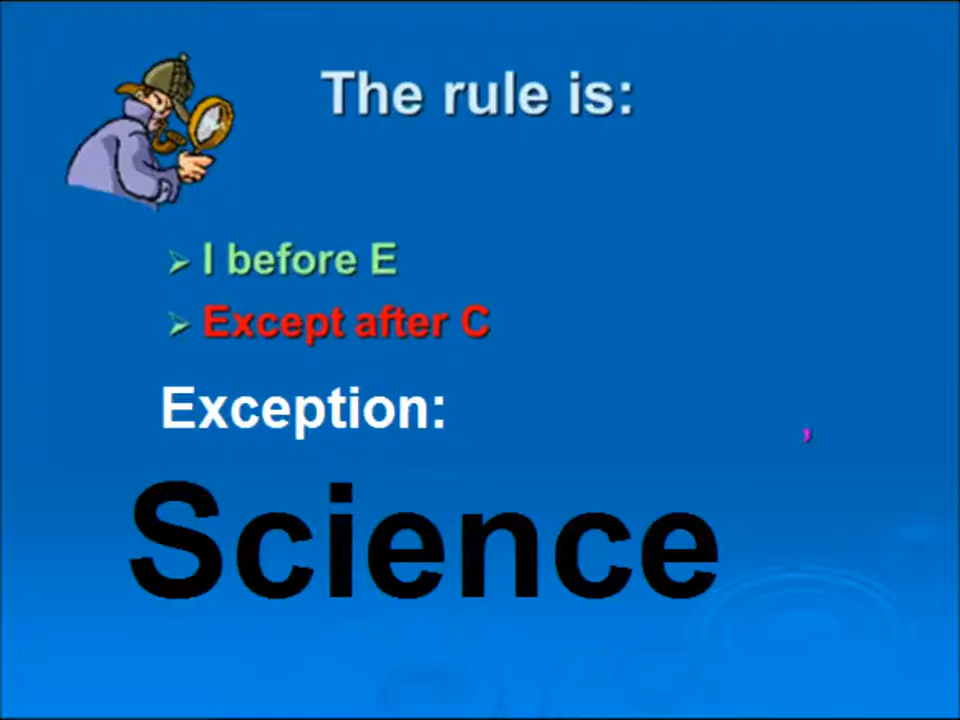 The rule is:
I before E
Except after C
Exception:
,
Science